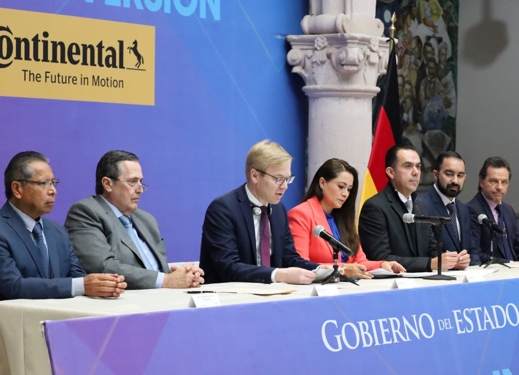 VERSIÓN
Continental
The Future in Motion
GOBIERNO DEL ESTADO